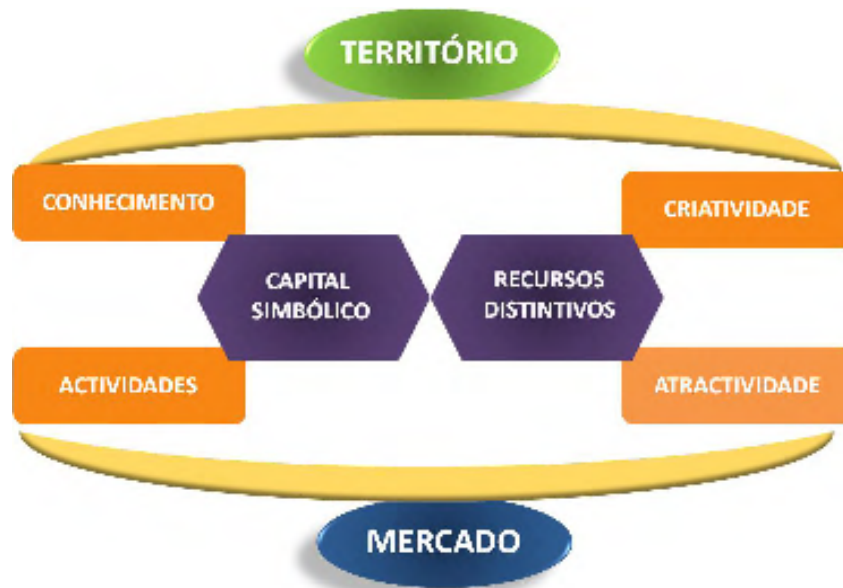 TERRITÓRIO
CONHECIMENTO
CRIATIVIDADE
CAPITAL
SIMBÓLICO
RECURSOS
DISTINTIVOS
ACTIVIDADES
ATRACTIVIDADE
MERCADO